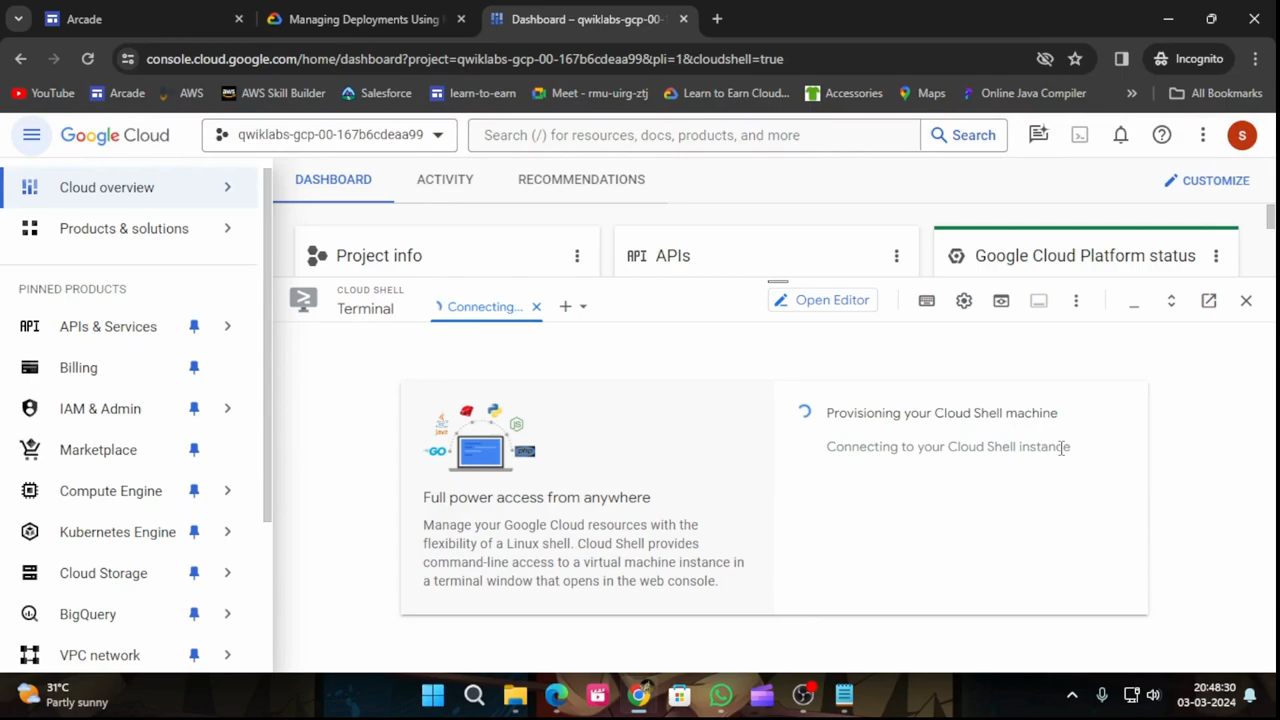 Arcade
Managing Deployments Using
Dashboard – qwiklabs-gcp-00-
console.cloud.google.com/home/dashboard?project=qwiklabs-gcp-00-167b6cdeaa99&pli=1&cloudshell=true
Incognito
YouTube
Arcade
AWS
AWS Skill Builder
Salesforce
learn-to-earn
Meet - rmu-uirg-ztj
Learn to Earn Cloud...
Accessories
Maps
Online Java Compiler
All Bookmarks
Google Cloud
qwiklabs-gcp-00-167b6cdeaa99
Search (/) for resources, docs, products, and more
Search
S
Cloud overview
Products & solutions
PINNED PRODUCTS
API APIs & Services
Billing
IAM & Admin
Marketplace
Compute Engine
Kubernetes Engine
Cloud Storage
BigQuery
VPC network
DASHBOARD
ACTIVITY
RECOMMENDATIONS
CUSTOMIZE
Project info
API APIs
Google Cloud Platform status
CLOUD SHELL
Terminal
Connecting...
Open Editor
Full power access from anywhere
Manage your Google Cloud resources with the
flexibility of a Linux shell. Cloud Shell provides
command-line access to a virtual machine instance in
a terminal window that opens in the web console.
Provisioning your Cloud Shell machine
Connecting to your Cloud Shell instance
31°C
Partly sunny
20:48:30
03-03-2024